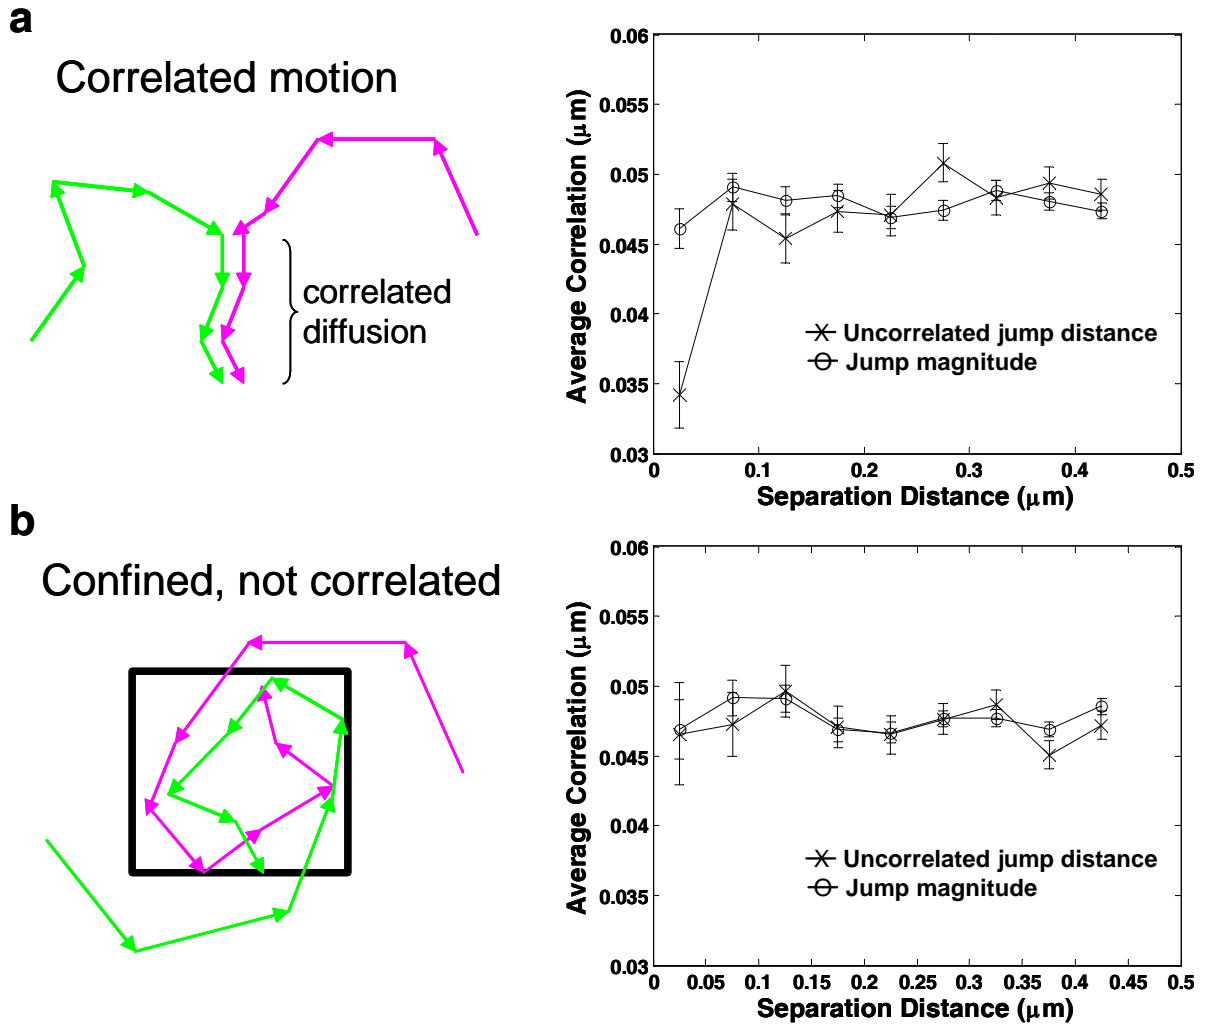 a
Correlated motion
correlated
diffusion
0.06
0.055
0.05
0.045
0.04
0.035
0.03
Average Correlation (μm)
Uncorrelated jump distance
Jump magnitude
0 0.1 0.2 0.3 0.4 0.5
Separation Distance (μm)
b
Confined, not correlated
0.06
0.055
0.05
0.045
0.04
0.035
0.03
Average Correlation (μm)
Uncorrelated jump distance
Jump magnitude
0 0.05 0.1 0.15 0.2 0.25 0.3 0.35 0.4 0.45 0.5
Separation Distance (μm)